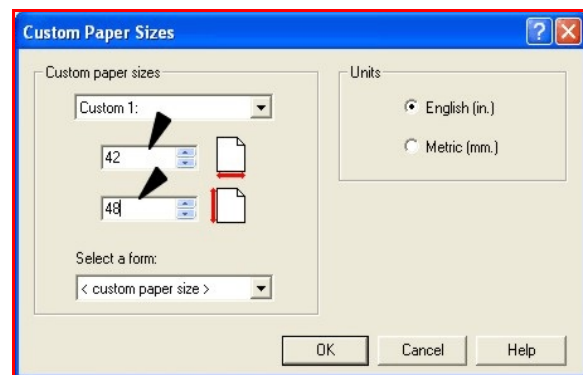 Custom Paper Sizes
Custom paper sizes
Custom 1:
42
48
Select a form:
< custom paper size >
Units
English (in.)
Metric (mm.)
OK
Cancel
Help